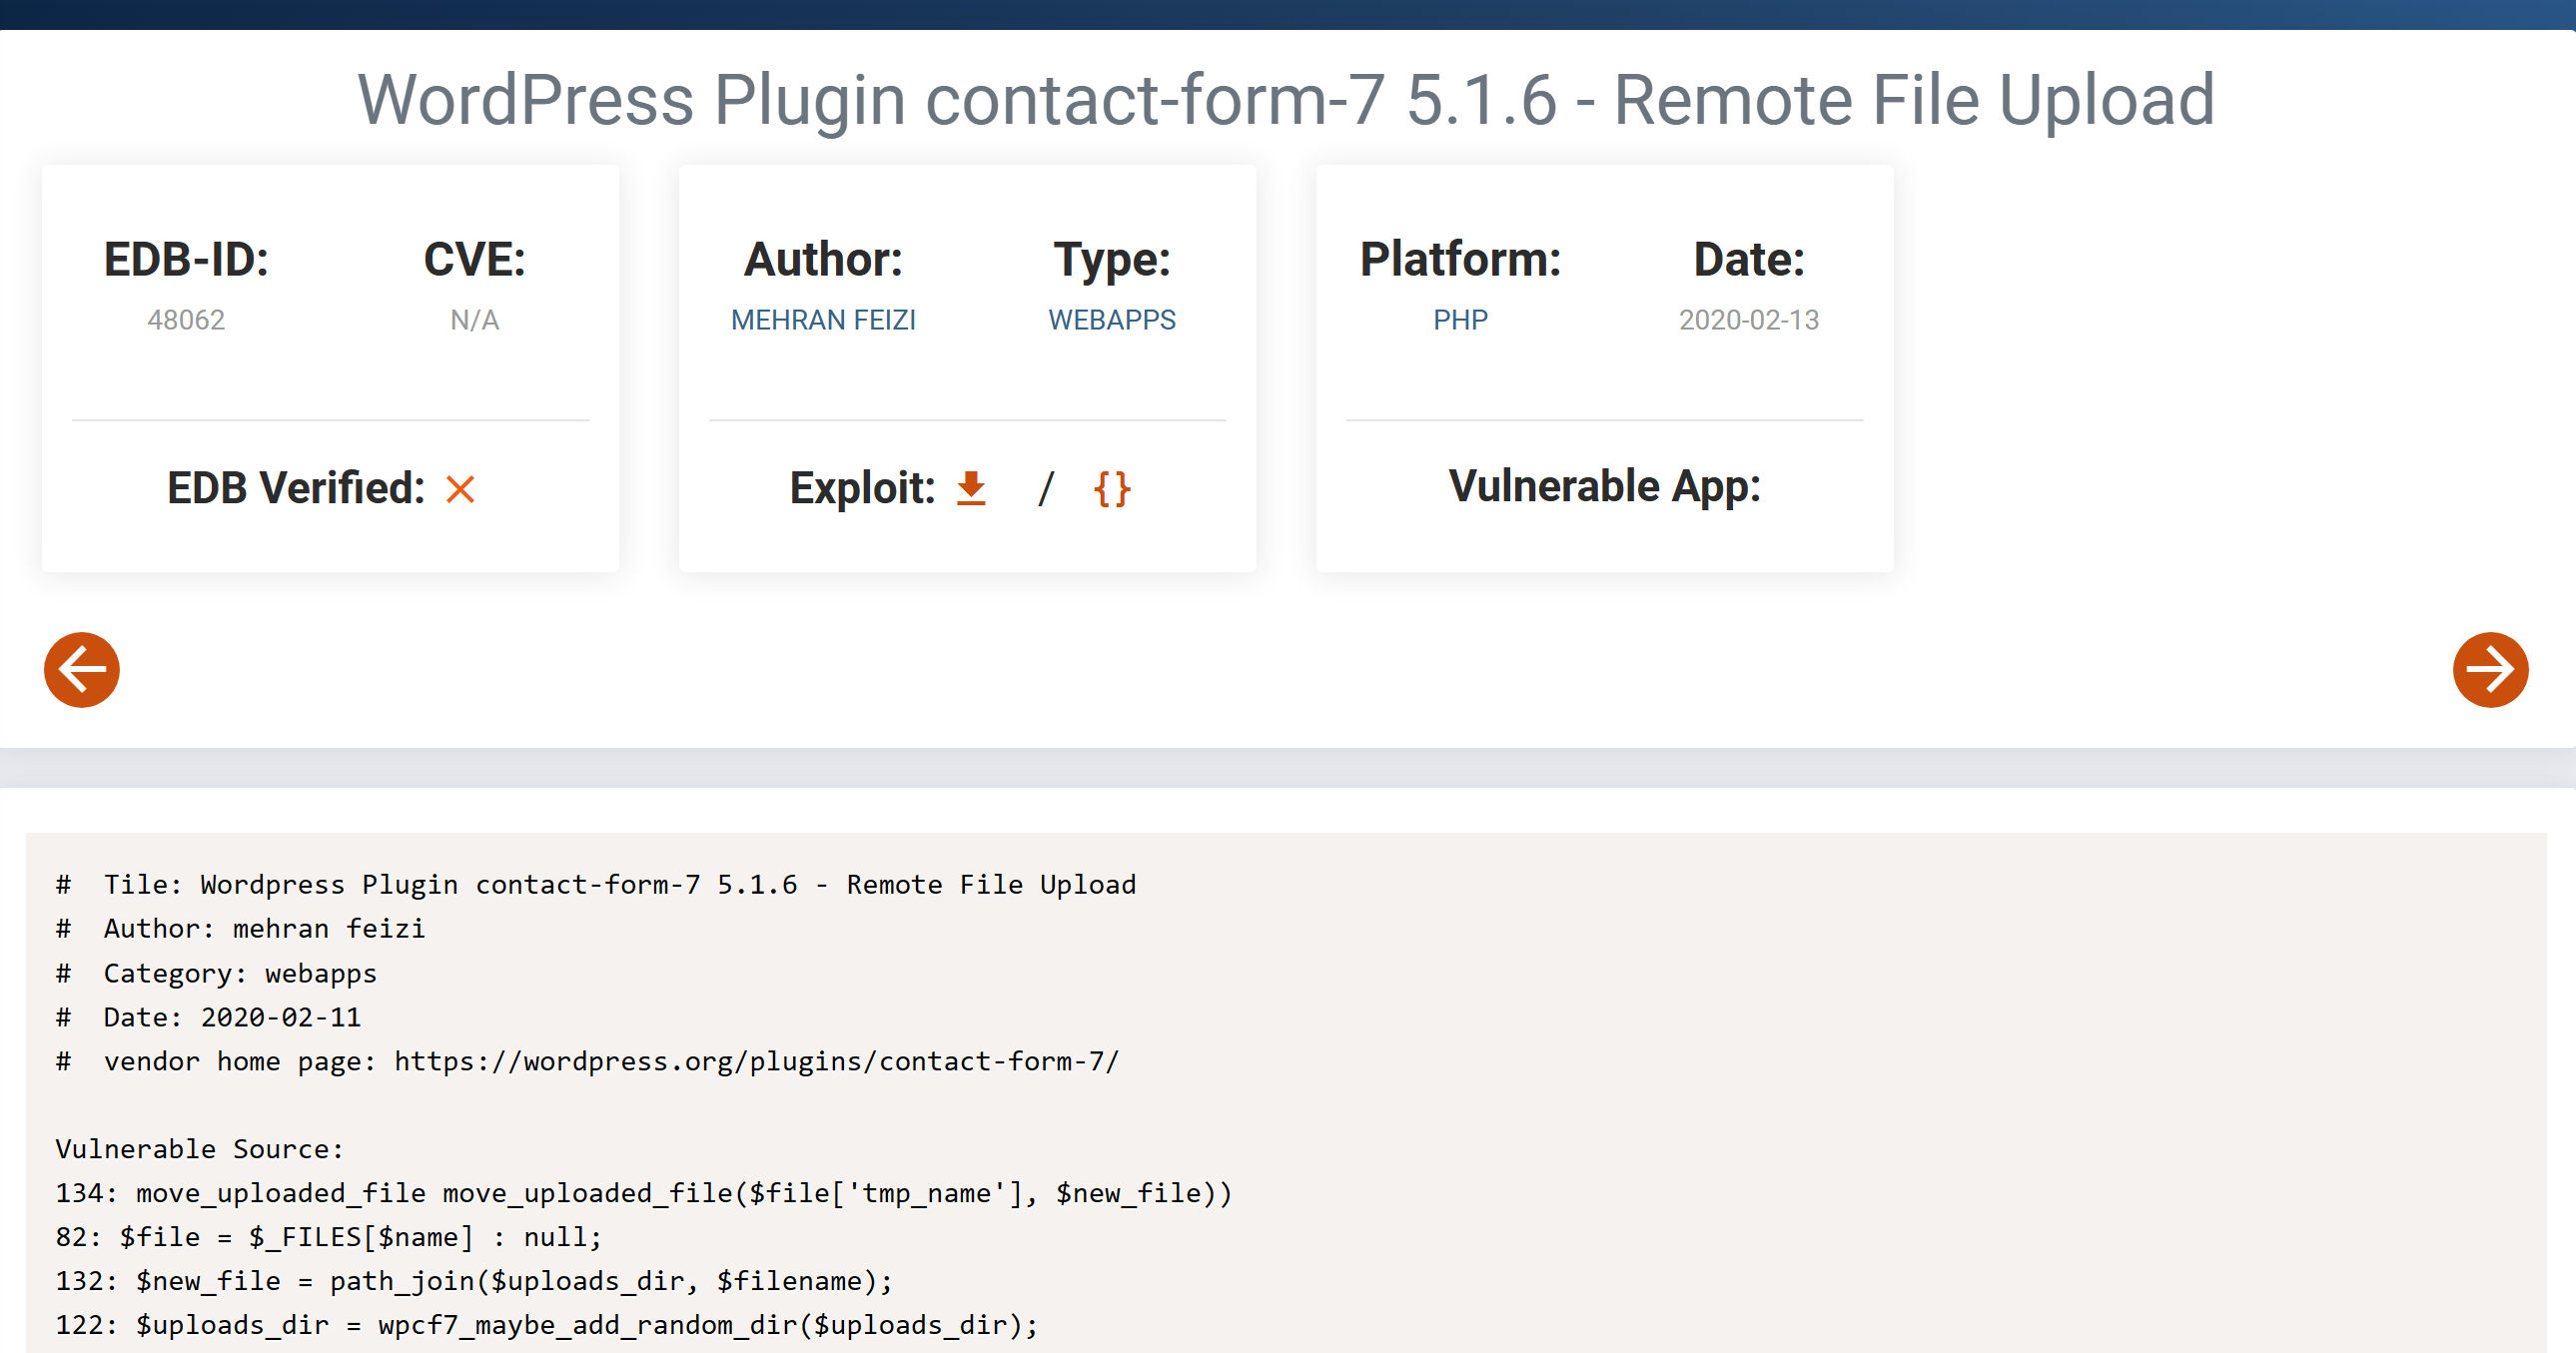 WordPress Plugin contact-form-7 5.1.6 - Remote File Upload
EDB-ID:
48062
CVE:
N/A
EDB Verified: ×
Author:
MEHRAN FEIZI
Type:
WEBAPPS
Exploit: / {}
Platform:
PHP
Date:
2020-02-13
Vulnerable App:
#  Tile: Wordpress Plugin contact-form-7 5.1.6 - Remote File Upload
#  Author: mehran feizi
#  Category: webapps
#  Date: 2020-02-11
#  vendor home page: https://wordpress.org/plugins/contact-form-7/
Vulnerable Source:
134: move_uploaded_file move_uploaded_file($file['tmp_name'], $new_file))
82: $file = $_FILES[$name] : null;
132: $new_file = path_join($uploads_dir, $filename);
122: $uploads_dir = wpcf7_maybe_add_random_dir($uploads_dir);